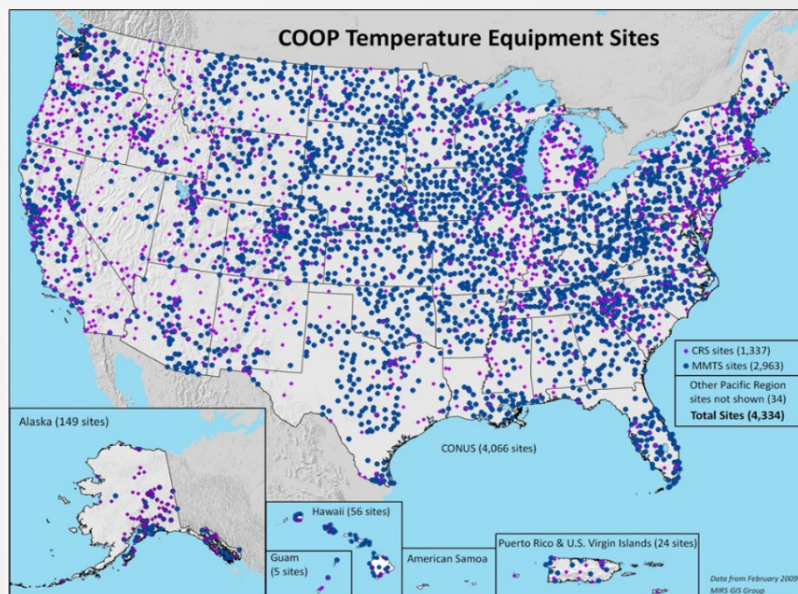 COOP Temperature Equipment Sites
CRS sites (1,337)
MMTS sites (2,963)
Other Pacific Region
sites not shown (34)
Total Sites (4,334)
Alaska (149 sites)
CONUS (4,066 sites)
Hawaii (56 sites)
Guam
(5 sites)
American Samoa
Puerto Rico & U.S. Virgin Islands (24 sites)
Data from February 2009
MIRS GIS Group